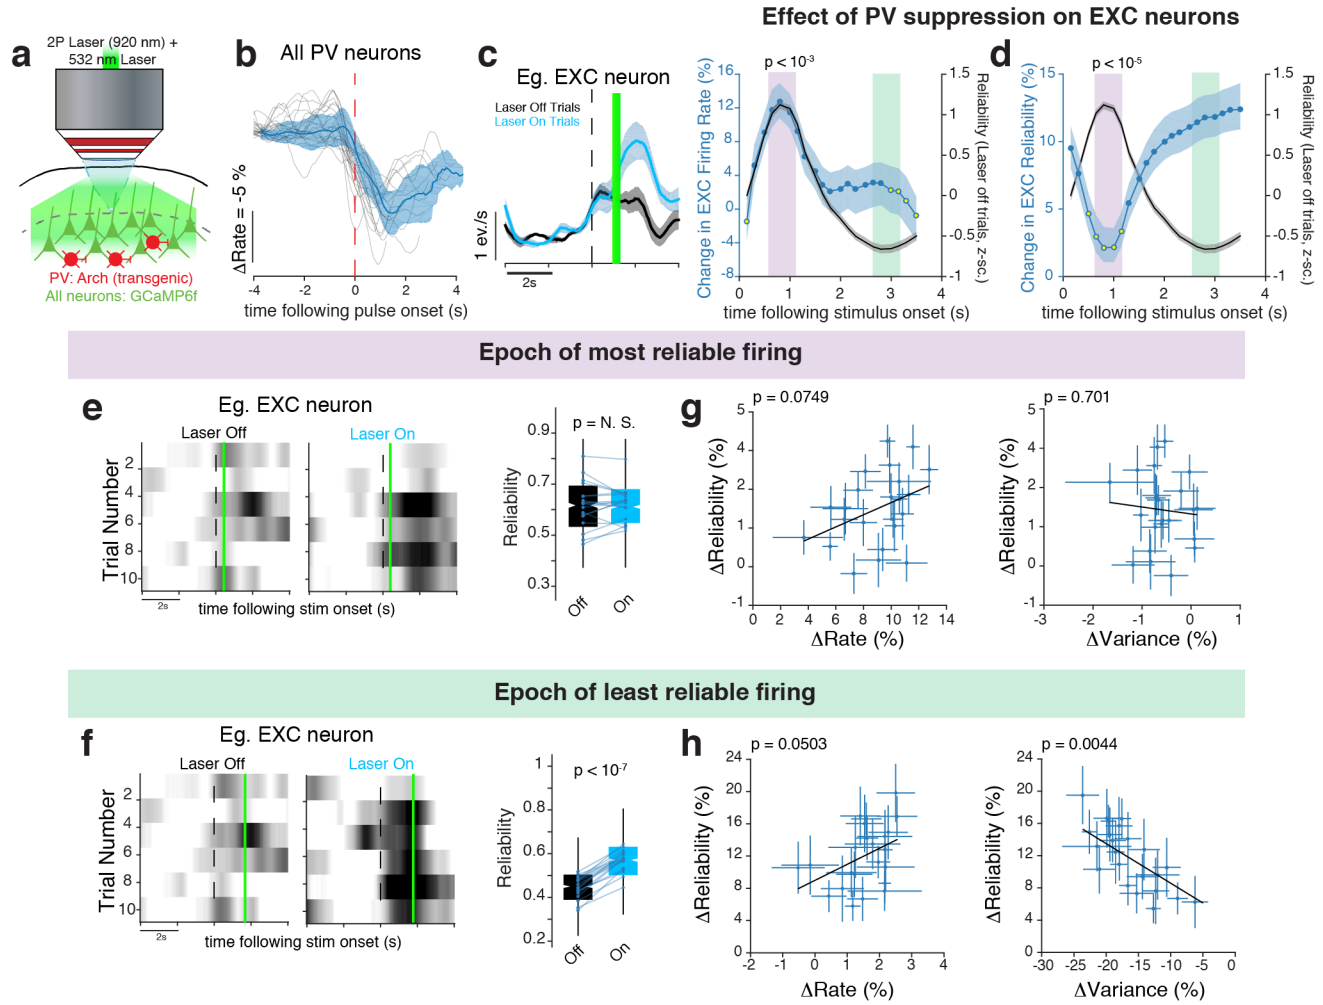 Effect of PV suppression on EXC neurons
a
2P Laser (920 nm) +
532 nm Laser
PV: Arch (transgenic)
All neurons: GCaMP6f
b
All PV neurons
ΔRate = -5 %
-4 -2 0 2 4
time following pulse onset (s)
c
Eg. EXC neuron
Laser Off Trials
Laser On Trials
1 ev./s
2s
p < 10-3
Change in EXC Firing Rate (%)
16
12
8
4
0
-4
-8
1.5
1
0.5
0
-0.5
-1
Reliability (Laser off trials, z-sc.)
0 1 2 3 4
time following stimulus onset (s)
d
p < 10-5
Change in EXC Reliability (%)
15
10
5
0
1.5
1
0.5
0
-0.5
-1
Reliability (Laser off trials, z-sc.)
0 1 2 3 4
time following stimulus onset (s)
Epoch of most reliable firing
e
Eg. EXC neuron
Laser Off
Laser On
Trial Number
2
4
6
8
10
2s
time following stim onset (s)
p = N. S.
Reliability
0.9
0.7
0.5
0.3
Off
On
g
p = 0.0749
ΔReliability (%)
5
4
2
1
0
-1
0 2 4 6 8 10 12 14
ΔRate (%)
p = 0.701
ΔReliability (%)
5
4
2
1
0
-1
-3 -2 -1 0 1
ΔVariance (%)
Epoch of least reliable firing
f
Eg. EXC neuron
Laser Off
Laser On
Trial Number
2
4
6
8
10
2s
time following stim onset (s)
p < 10-7
Reliability
1
0.8
0.6
0.4
0.2
Off
On
h
p = 0.0503
ΔReliability (%)
24
20
16
12
8
4
0
-2 -1 0 1 2 3 4
ΔRate (%)
p = 0.0044
ΔReliability (%)
24
20
16
12
8
4
0
-30 -25 -20 -15 -10 -5 0
ΔVariance (%)